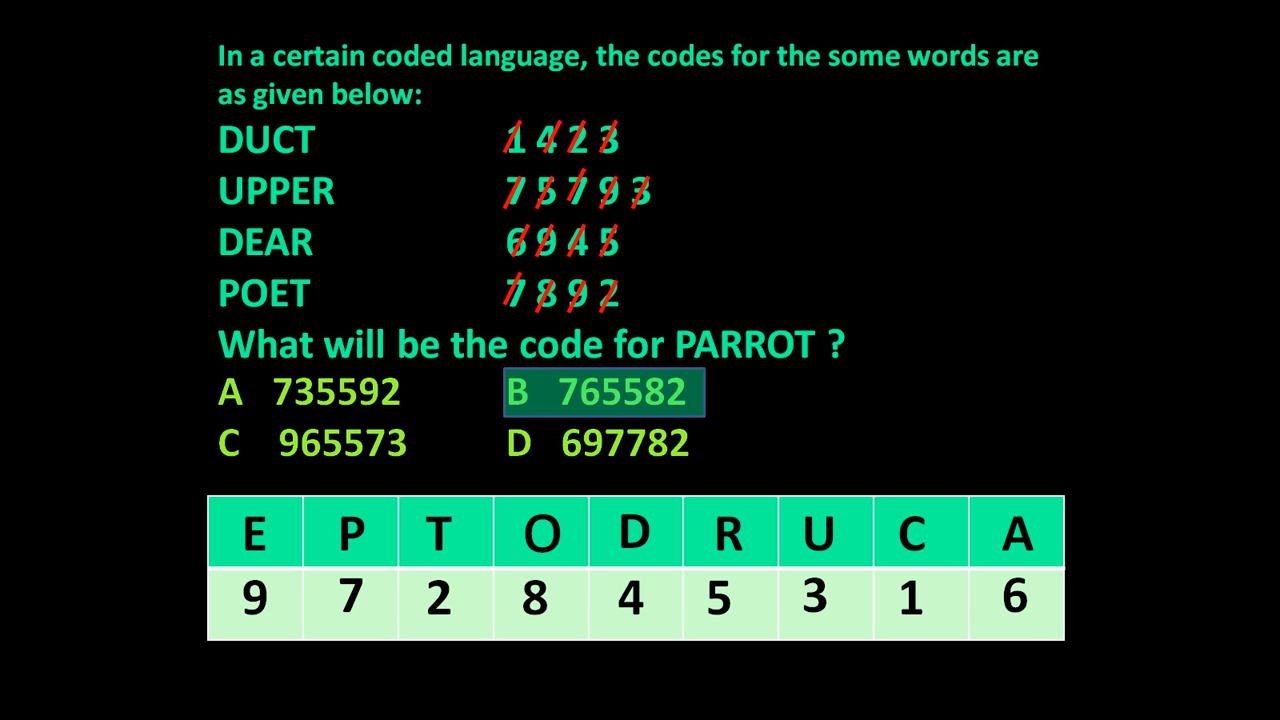 In a certain coded language, the codes for the some words are
as given below:
DUCT 1 4 2 3
UPPER 7 5 7 9 3
DEAR 6 9 4 5
POET 7 8 9 2
What will be the code for PARROT ?
A 735592 B 765582
C 965573 D 697782
E P T O D R U C A
9 7 2 8 4 5 3 1 6